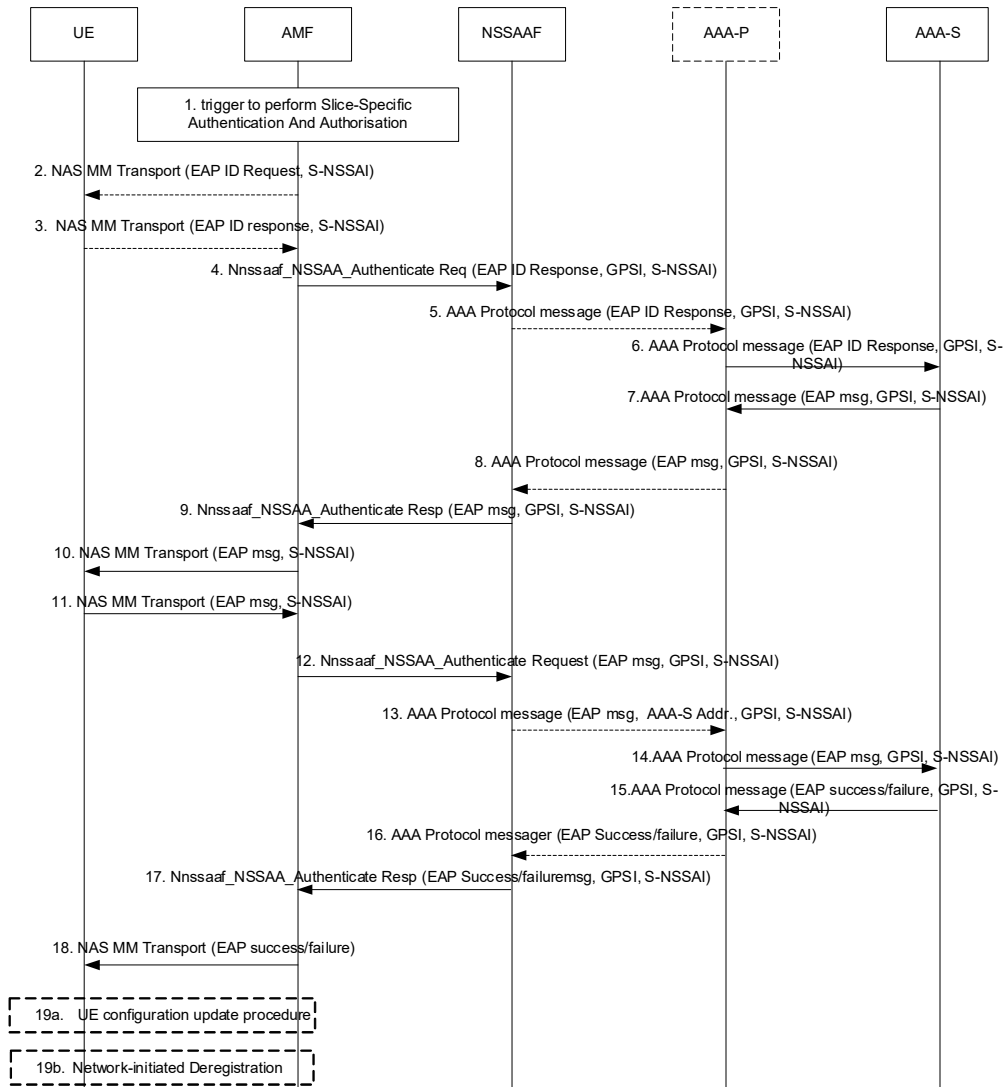 UE
AMF
NSSAAF
AAA-P
AAA-S
1. trigger to perform Slice-Specific
Authentication And Authorisation
2. NAS MM Transport (EAP ID Request, S-NSSAI)
3. NAS MM Transport (EAP ID response, S-NSSAI)
4. Nnssaaf_NSSAA_Authenticate Req (EAP ID Response, GPSI, S-NSSAI)
5. AAA Protocol message (EAP ID Response, GPSI, S-NSSAI)
6. AAA Protocol message (EAP ID Response, GPSI, S-
NSSAI)
7.AAA Protocol message (EAP msg, GPSI, S-NSSAI)
8. AAA Protocol message (EAP msg, GPSI, S-NSSAI)
9. Nnssaaf_NSSAA_Authenticate Resp (EAP msg, GPSI, S-NSSAI)
10. NAS MM Transport (EAP msg, S-NSSAI)
11. NAS MM Transport (EAP msg, S-NSSAI)
12. Nnssaaf_NSSAA_Authenticate Request (EAP msg, GPSI, S-NSSAI)
13. AAA Protocol message (EAP msg, AAA-S Addr., GPSI, S-NSSAI)
14.AAA Protocol message (EAP msg, GPSI, S-NSSAI)
15.AAA Protocol message (EAP success/failure, GPSI, S-
NSSAI)
16. AAA Protocol messager (EAP Success/failure, GPSI, S-NSSAI)
17. Nnssaaf_NSSAA_Authenticate Resp (EAP Success/failuremsg, GPSI, S-NSSAI)
18. NAS MM Transport (EAP success/failure)
19a. UE configuration update procedure
19b. Network-initiated Deregistration